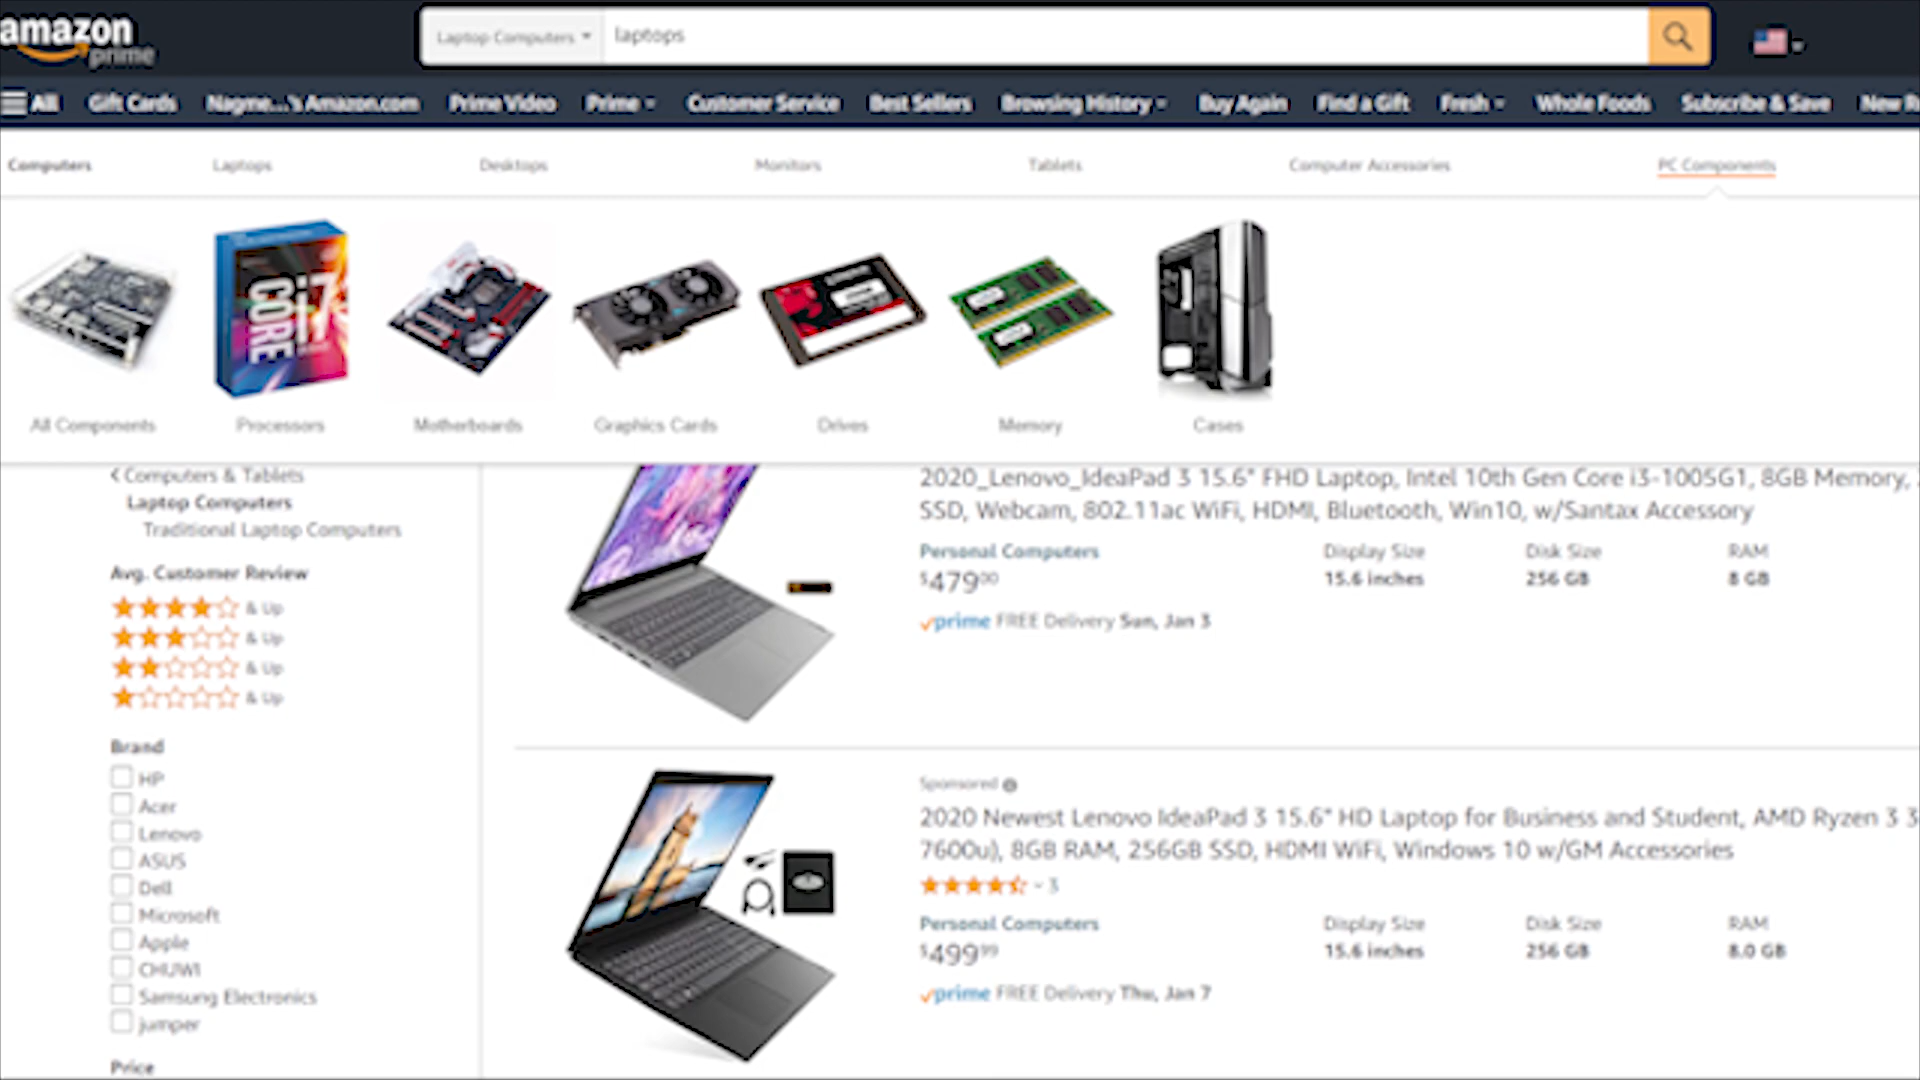 amazon
prime
Laptop Computers
laptops
All Gift Cards Nagme...'s Amazon.com Prime Video Prime Customer Service Best Sellers Browsing History Buy Again Find a Gift Fresh Whole Foods Subscribe & Save New R
Computers Laptops Desktops Monitors Tablets Computer Accessories PC Components
CORE i7
All Components Processors Motherboards Graphics Cards Drives Memory Cases
Computers & Tablets
Laptop Computers
Traditional Laptop Computers
Avg. Customer Review
& Up
& Up
& Up
& Up
Brand
HP
Acer
Lenovo
ASUS
Dell
Microsoft
Apple
CHUWI
Samsung Electronics
jumper
Price
2020_Lenovo_IdeaPad 3 15.6" FHD Laptop, Intel 10th Gen Core i3-1005G1, 8GB Memory,
SSD, Webcam, 802.11ac WiFi, HDMI, Bluetooth, Win10, w/Santax Accessory
Personal Computers Display Size Disk Size RAM
$479⁰⁰ 15.6 inches 256 GB 8 GB
prime FREE Delivery Sun, Jan 3
Sponsored
2020 Newest Lenovo IdeaPad 3 15.6" HD Laptop for Business and Student, AMD Ryzen 3 3
7600u), 8GB RAM, 256GB SSD, HDMI WiFi, Windows 10 w/GM Accessories
3
Personal Computers Display Size Disk Size RAM
$499⁹⁹ 15.6 inches 256 GB 8.0 GB
prime FREE Delivery Thu, Jan 7